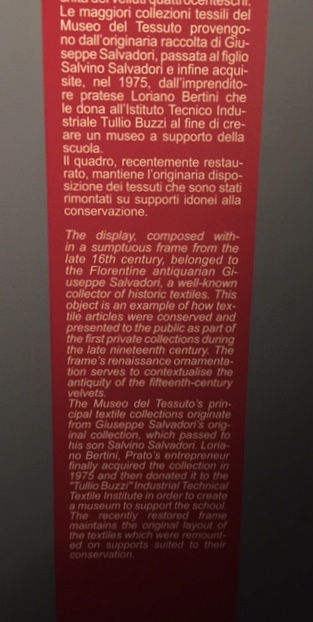 dei velluti quattrocenteschi.
Le maggiori collezioni tessili del
Museo del Tessuto provengo-
no dall'originaria raccolta di Giu-
seppe Salvadori, passata al figlio
Salvino Salvadori e infine acqui-
site, nel 1975, dall'imprendito-
re pratese Loriano Bertini che
le dona all'Istituto Tecnico Indu-
striale Tullio Buzzi al fine di cre-
are un museo a supporto della
scuola.
Il quadro, recentemente restau-
rato, mantiene l'originaria dispo-
sizione dei tessuti che sono stati
rimontati su supporti idonei alla
conservazione.
The display, composed with-
in a sumptuous frame from the
late 16th century, belonged to
the Florentine antiquarian Gi-
useppe Salvadori, a well-known
collector of historic textiles. This
object is an example of how tex-
tile articles were conserved and
presented to the public as part of
the first private collections during
the late nineteenth century. The
frame's renaissance ornamenta-
tion serves to contextualise the
antiquity of the fifteenth-century
velvets.
The Museo del Tessuto's prin-
cipal textile collections originate
from Giuseppe Salvadori's orig-
inal collection, which passed to
his son Salvino Salvadori. Loria-
no Bertini, Prato's entrepreneur
finally acquired the collection in
1975 and then donated it to the
"Tullio Buzzi" Industrial Technical
Textile Institute in order to create
a museum to support the school.
The recently restored frame
maintains the original layout of
the textiles which were remount-
ed on supports suited to their
conservation.